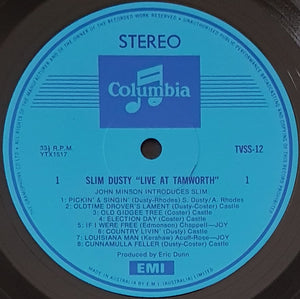 STEREO
Columbia
33⅓ R.P.M.
YTX1517
TVSS-12
1 SLIM DUSTY "LIVE AT TAMWORTH" 1
JOHN MINSON INTRODUCES SLIM
1: PICKIN' & SINGIN' (Dusty-Rhodes) S. Dusty/A. Rhodes
2: OLDTIME DROVER'S LAMENT (Dusty-Coster) Castle
3: OLD GIDGEE TREE (Coster) Castle
4: ELECTION DAY (Coster) Castle
5: IF I WERE FREE (Edmonson) Chappell—JOY
6: COUNTRY LIVIN' (Dusty) Castle
7: LOUISIANA MAN (Kershaw) Acuff-Rose—JOY
8: CUNNAMULLA FELLER (Dusty-Coster) Castle
Produced by Eric Dunn
EMI
MADE IN AUSTRALIA BY EMI (AUSTRALIA) LIMITED